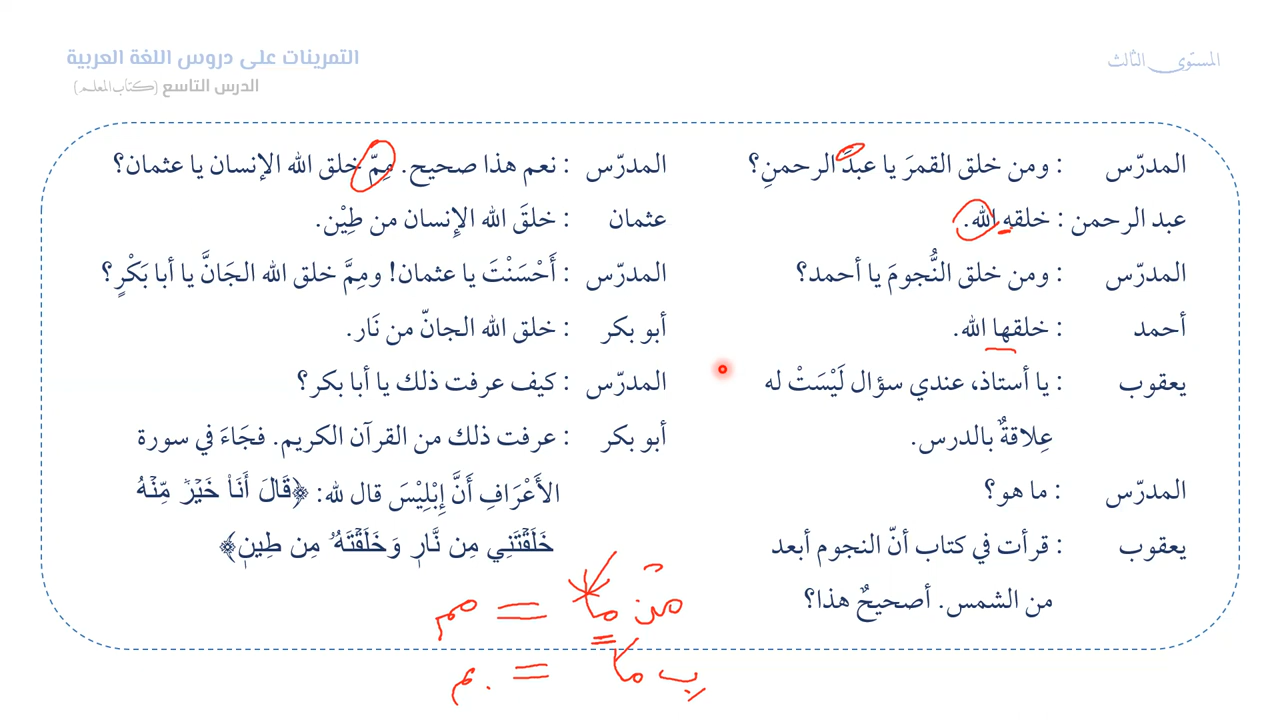 المستوى الثالث
التمرينات على دروس اللغة العربية
الدرس التاسع (كتاب المعلم)
المدرّس : ومن خلق القمرَ يا عبدَ الرحمنِ؟
عبد الرحمن : خلقه الله.
المدرّس : ومن خلق النُّجومَ يا أحمد؟
أحمد : خلقها الله.
يعقوب : يا أستاذ، عندي سؤال لَيْسَتْ له
عِلاقةٌ بالدرس.
المدرّس : ما هو؟
يعقوب : قرأت في كتاب أنّ النجوم أبعد
من الشمس. أصحيحٌ هذا؟
المدرّس : نعم هذا صحيح. مِمّ خلق الله الإنسان يا عثمان؟
عثمان : خلقَ الله الإنسان من طِيْن.
المدرّس : أَحْسَنْتَ يا عثمان! ومِمَّ خلق الله الجَانَّ يا أبا بَكْرٍ؟
أبو بكر : خلق الله الجانّ من نَار.
المدرّس : كيف عرفت ذلك يا أبا بكر؟
أبو بكر : عرفت ذلك من القرآن الكريم. فجَاءَ في سورة
الأَعْرَافِ أَنَّ إِبْلِيْسَ قال لله: ﴿قَالَ أَنَا۠ خَيْرٌ مِّنْهُ
خَلَقْتَنِي مِن نَّارٍ وَخَلَقْتَهُۥ مِن طِينٍ﴾
من ما = مم
ب ما = بم